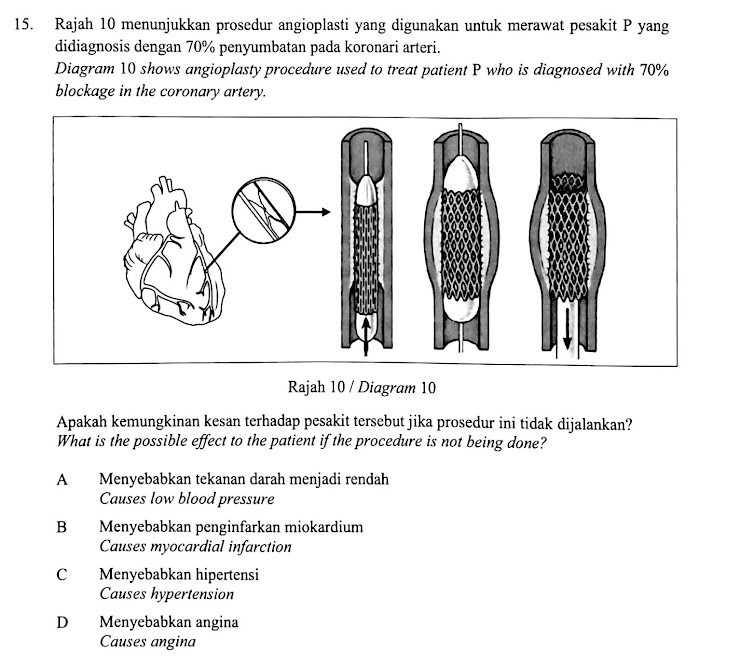 15. Rajah 10 menunjukkan prosedur angioplasti yang digunakan untuk merawat pesakit P yang
didiagnosis dengan 70% penyumbatan pada koronari arteri.
Diagram 10 shows angioplasty procedure used to treat patient P who is diagnosed with 70%
blockage in the coronary artery.
Rajah 10 / Diagram 10
Apakah kemungkinan kesan terhadap pesakit tersebut jika prosedur ini tidak dijalankan?
What is the possible effect to the patient if the procedure is not being done?
A Menyebabkan tekanan darah menjadi rendah
Causes low blood pressure
B Menyebabkan penginfarkan miokardium
Causes myocardial infarction
C Menyebabkan hipertensi
Causes hypertension
D Menyebabkan angina
Causes angina